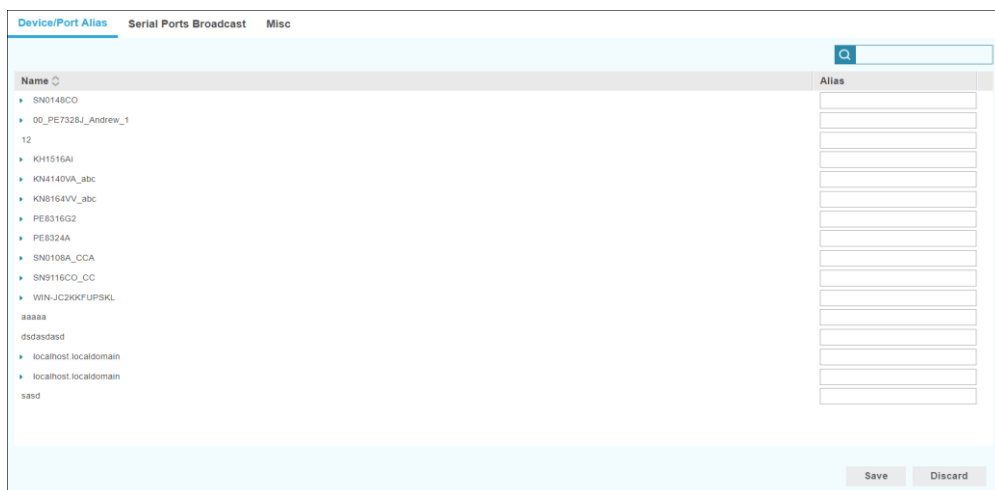 Device/Port Alias Serial Ports Broadcast Misc
Name Alias
SN0148CO
00_PE7328J_Andrew_1
12
KH1516Ai
KN4140VA_abc
KN8164VV_abc
PE8316G2
PE8324A
SN0108A_CCA
SN9116CO_CC
WIN-JC2KKFUPSKL
aaaaa
dsdasdasd
localhost.localdomain
localhost.localdomain
sasd
Save Discard